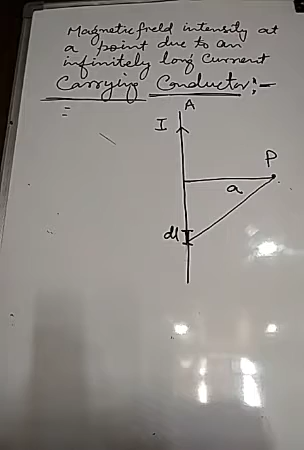 Magnetic field intensity at
a point due to an
infinitely long current
Carrying Conductor:-
A
I
P
a
dl